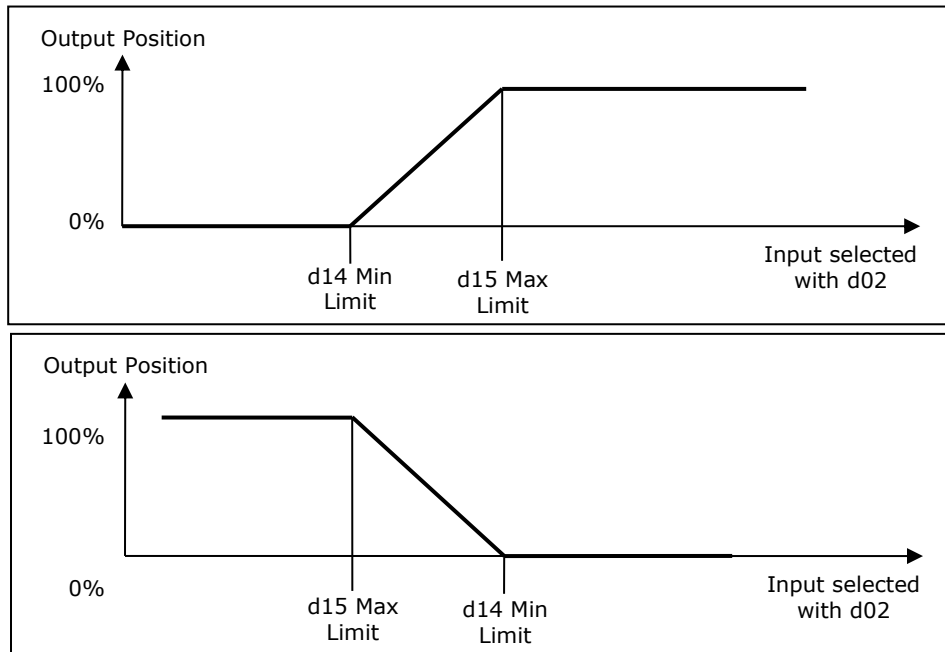 Output Position
100%
0%
d14 Min
Limit
d15 Max
Limit
Input selected
with d02
Output Position
100%
0%
d15 Max
Limit
d14 Min
Limit
Input selected
with d02